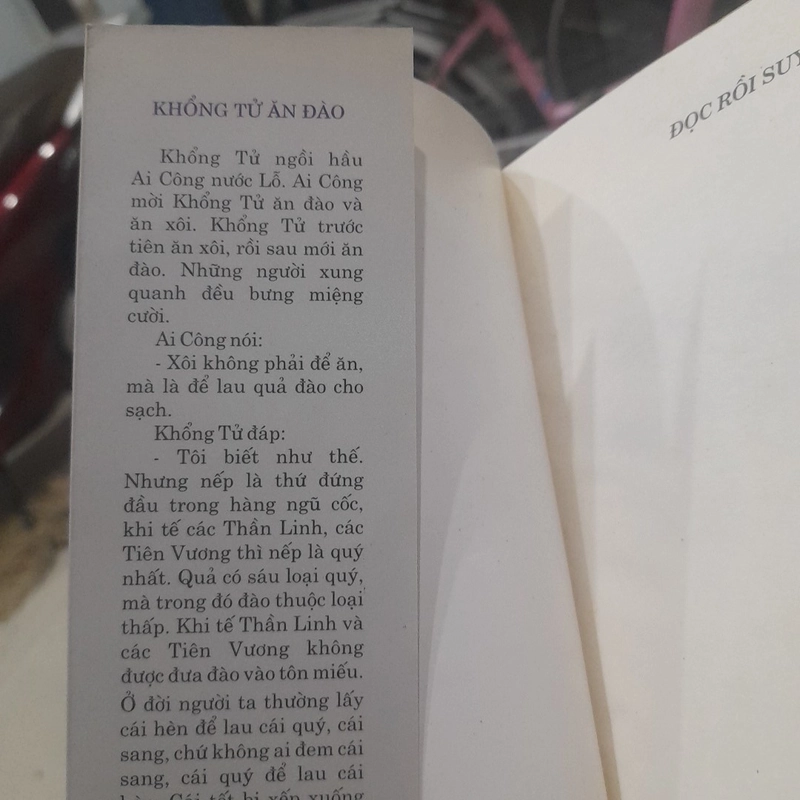 KHỔNG TỬ ĂN ĐÀO
Khổng Tử ngồi hầu
Ai Công nước Lỗ. Ai Công
mời Khổng Tử ăn đào và
ăn xôi. Khổng Tử trước
tiên ăn xôi, rồi sau mới ăn
đào. Những người xung
quanh đều bưng miệng
cười.
Ai Công nói:
- Xôi không phải để ăn,
mà là để lau quả đào cho
sạch.
Khổng Tử đáp:
- Tôi biết như thế.
Nhưng nếp là thứ đứng
đầu trong hàng ngũ cốc,
khi tế các Thần Linh, các
Tiên Vương thì nếp là quý
nhất. Quả có sáu loại quý,
mà trong đó đào thuộc loại
thấp. Khi tế Thần Linh và
các Tiên Vương không
được đưa đào vào tôn miếu.
Ở đời người ta thường lấy
cái hèn để lau cái quý, cái
sang, chứ không ai đem cái
sang, cái quý để lau cái
Cái tốt bị xếp xuống
ĐỌC RỒI SUY